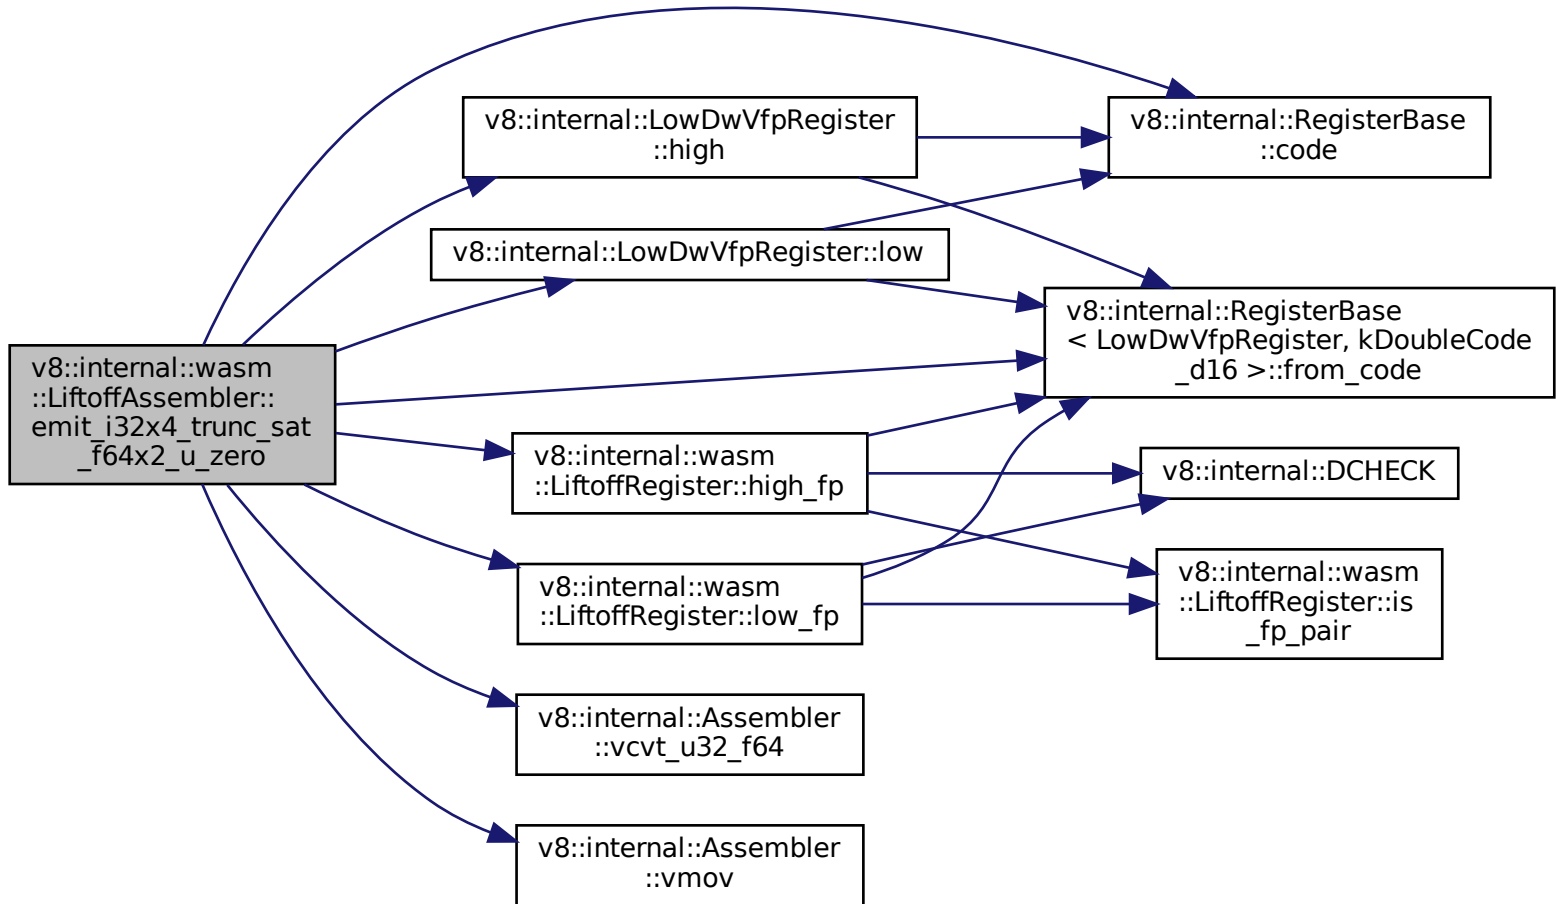 v8::internal::LowDwVfpRegister
::high
v8::internal::RegisterBase
::code
v8::internal::LowDwVfpRegister::low
v8::internal::RegisterBase
< LowDwVfpRegister, kDoubleCode
_d16 >::from_code
v8::internal::wasm
::LiftoffAssembler::
emit_i32x4_trunc_sat
_f64x2_u_zero
v8::internal::wasm
::LiftoffRegister::high_fp
v8::internal::DCHECK
v8::internal::wasm
::LiftoffRegister::low_fp
v8::internal::wasm
::LiftoffRegister::is
_fp_pair
v8::internal::Assembler
::vcvt_u32_f64
v8::internal::Assembler
::vmov